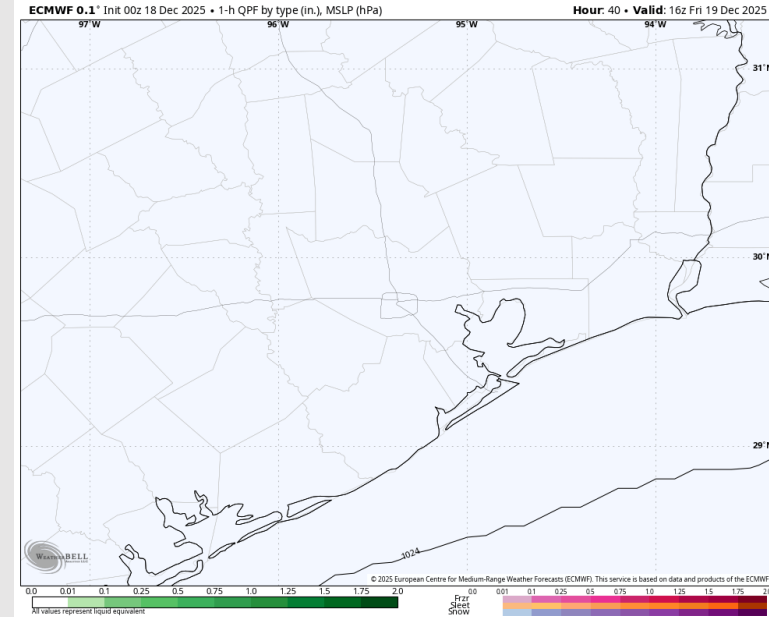 ECMWF 0.1° Init 00z 18 Dec 2025 • 1-h QPF by type (in.), MSLP (hPa)
Hour: 40 • Valid: 16z Fri 19 Dec 2025
97°W 96°W 95°W 94°W
31°N
30°N
29°N
1024
WEATHERBELL
© 2025 European Centre for Medium-Range Weather Forecasts (ECMWF). This service is based on data and products of the ECMWF
0.0 0.01 0.1 0.25 0.5 0.75 1.0 1.25 1.5 1.75 2.0
All values represent liquid equivalent
0.0 0.01 0.1 0.25 0.5 0.75 1.0 1.25 1.5 1.75 2.0
Frzr
Sleet
Snow